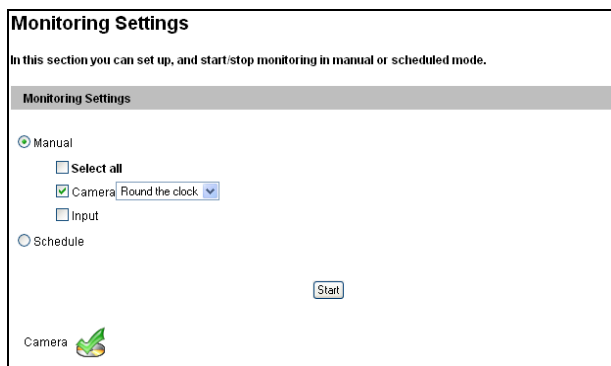 Monitoring Settings
In this section you can set up, and start/stop monitoring in manual or scheduled mode.
Monitoring Settings
Manual
Select all
Camera Round the clock
Input
Schedule
Start
Camera